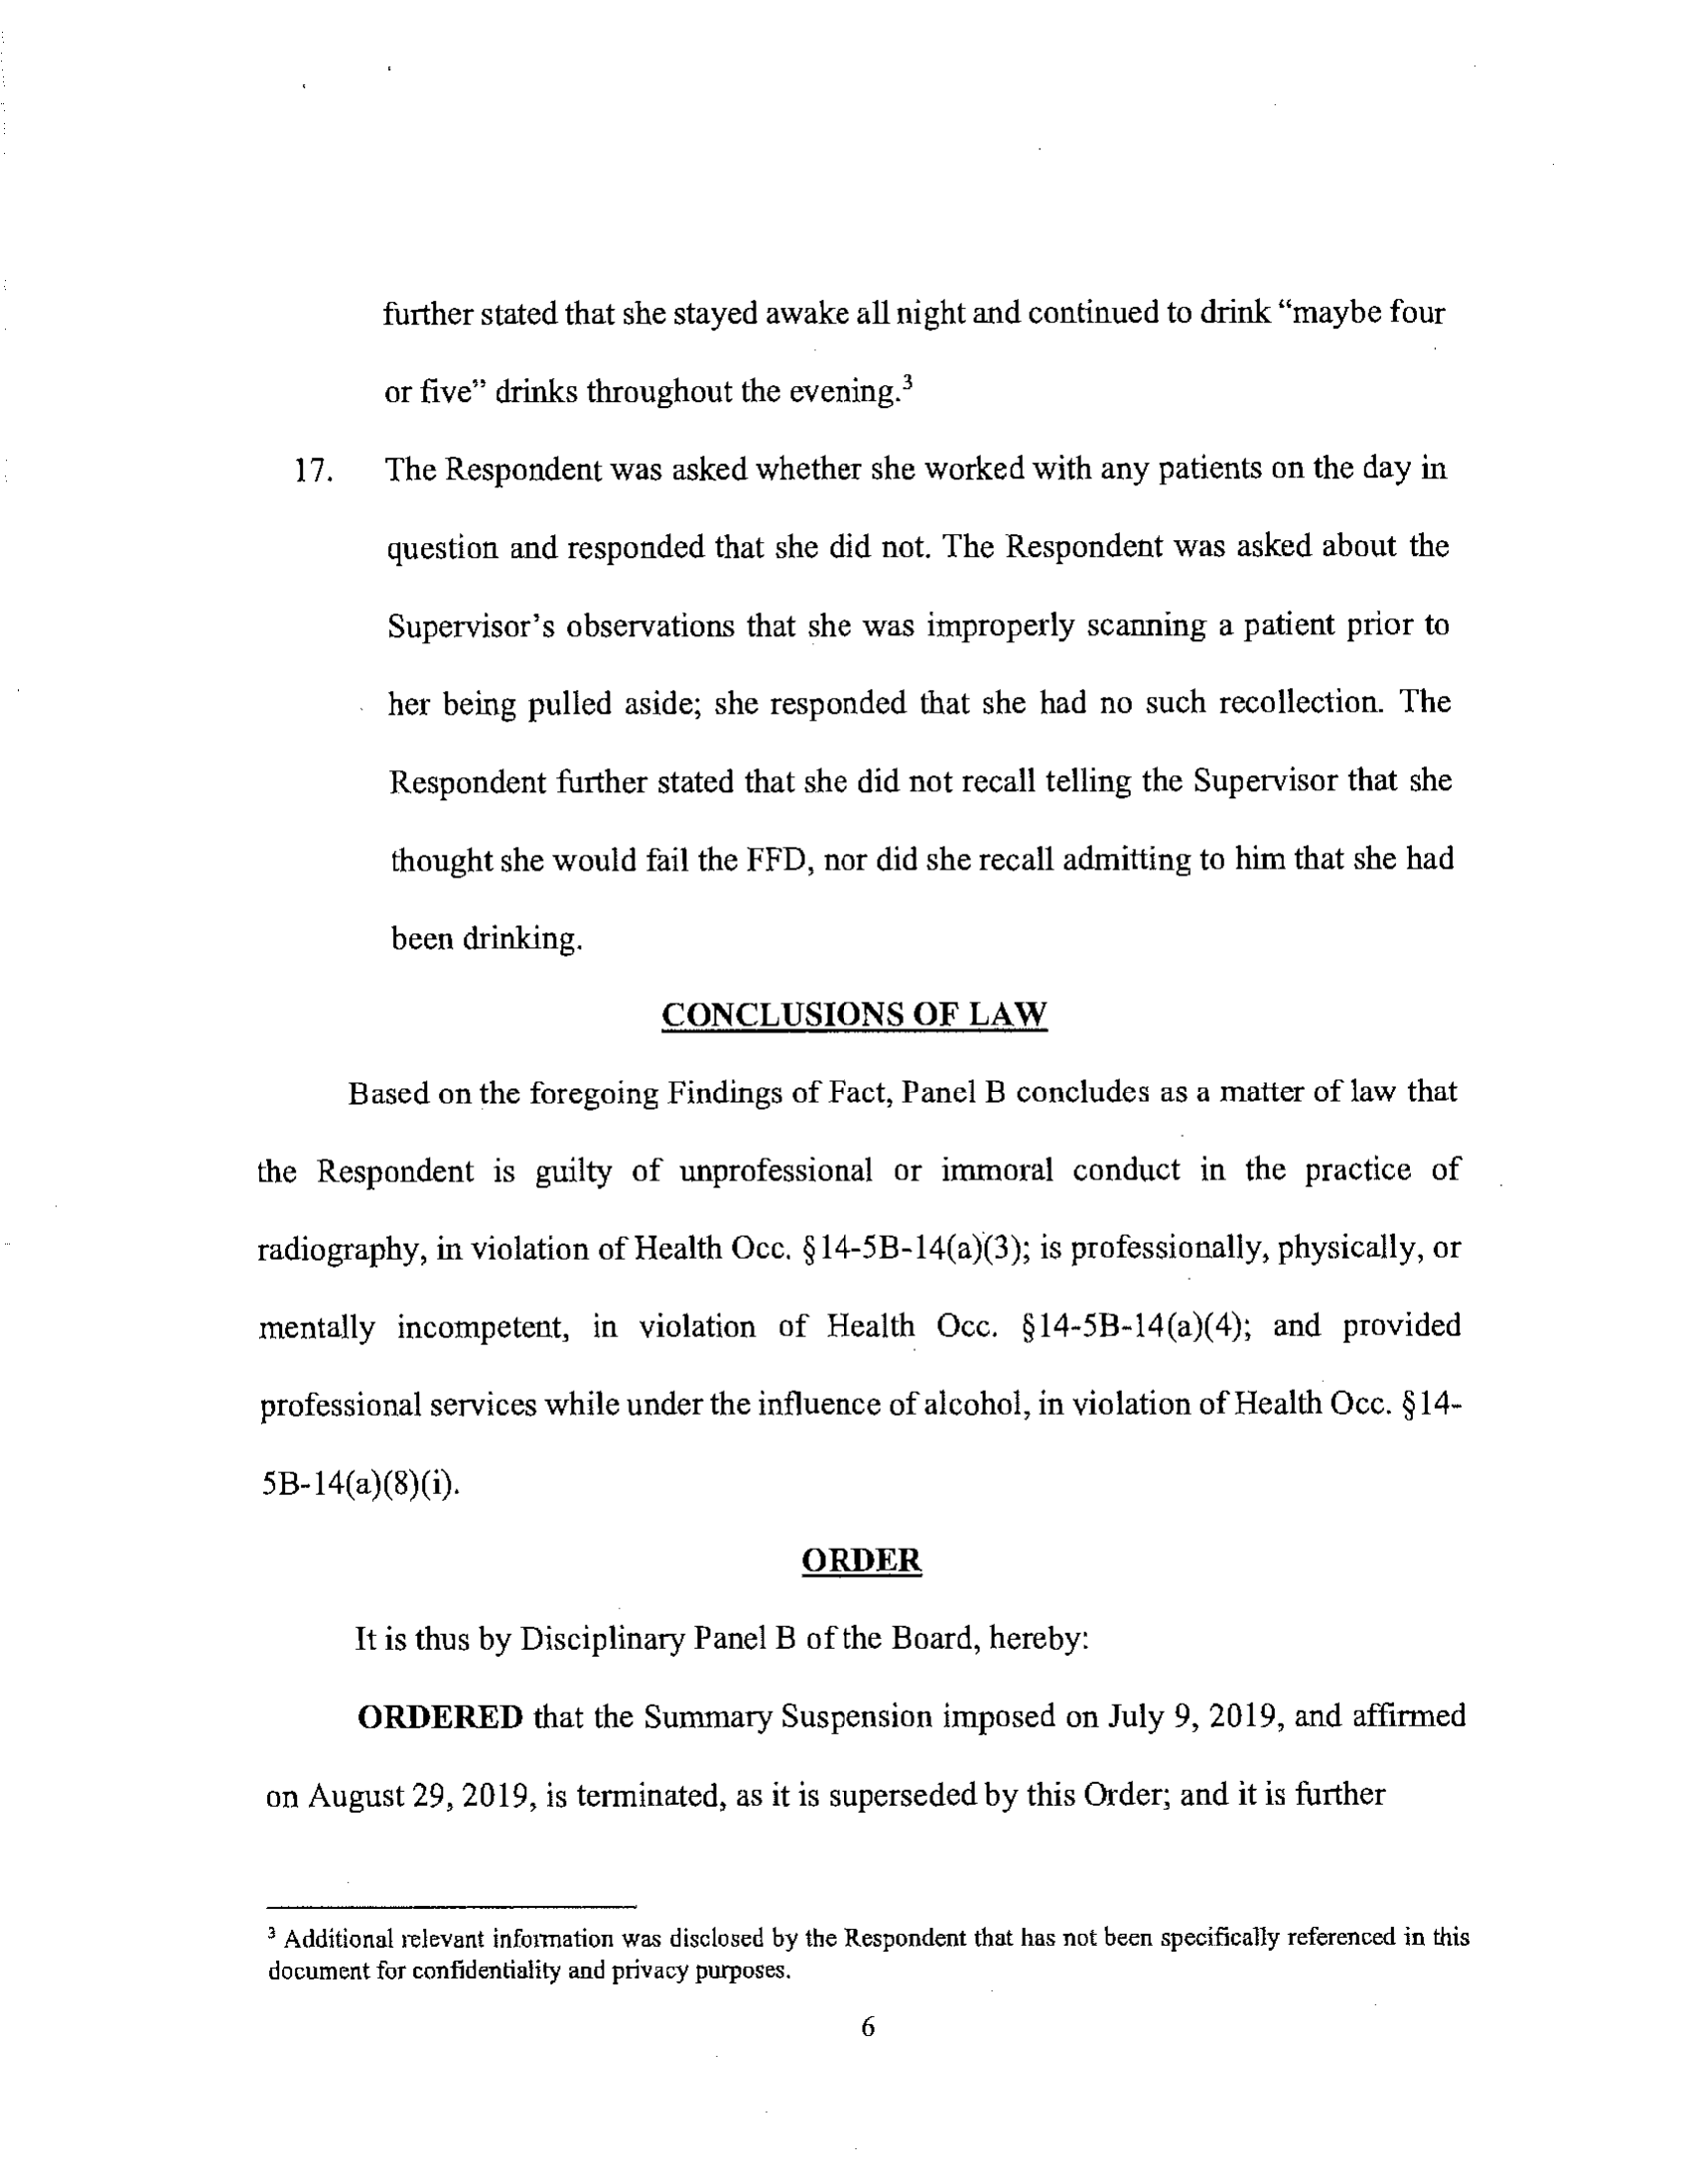 further stated that she stayed awake all night and continued to drink “maybe four
or five” drinks throughout the evening.³
17. The Respondent was asked whether she worked with any patients on the day in
question and responded that she did not. The Respondent was asked about the
Supervisor’s observations that she was improperly scanning a patient prior to
her being pulled aside; she responded that she had no such recollection. The
Respondent further stated that she did not recall telling the Supervisor that she
thought she would fail the FFD, nor did she recall admitting to him that she had
been drinking.
CONCLUSIONS OF LAW
Based on the foregoing Findings of Fact, Panel B concludes as a matter of law that
the Respondent is guilty of unprofessional or immoral conduct in the practice of
radiography, in violation of Health Occ. §14-5B-14(a)(3); is professionally, physically, or
mentally incompetent, in violation of Health Occ. §14-5B-14(a)(4); and provided
professional services while under the influence of alcohol, in violation of Health Occ. §14-
5B-14(a)(8)(i).
ORDER
It is thus by Disciplinary Panel B of the Board, hereby:
ORDERED that the Summary Suspension imposed on July 9, 2019, and affirmed
on August 29, 2019, is terminated, as it is superseded by this Order; and it is further
³ Additional relevant information was disclosed by the Respondent that has not been specifically referenced in this
document for confidentiality and privacy purposes.
6